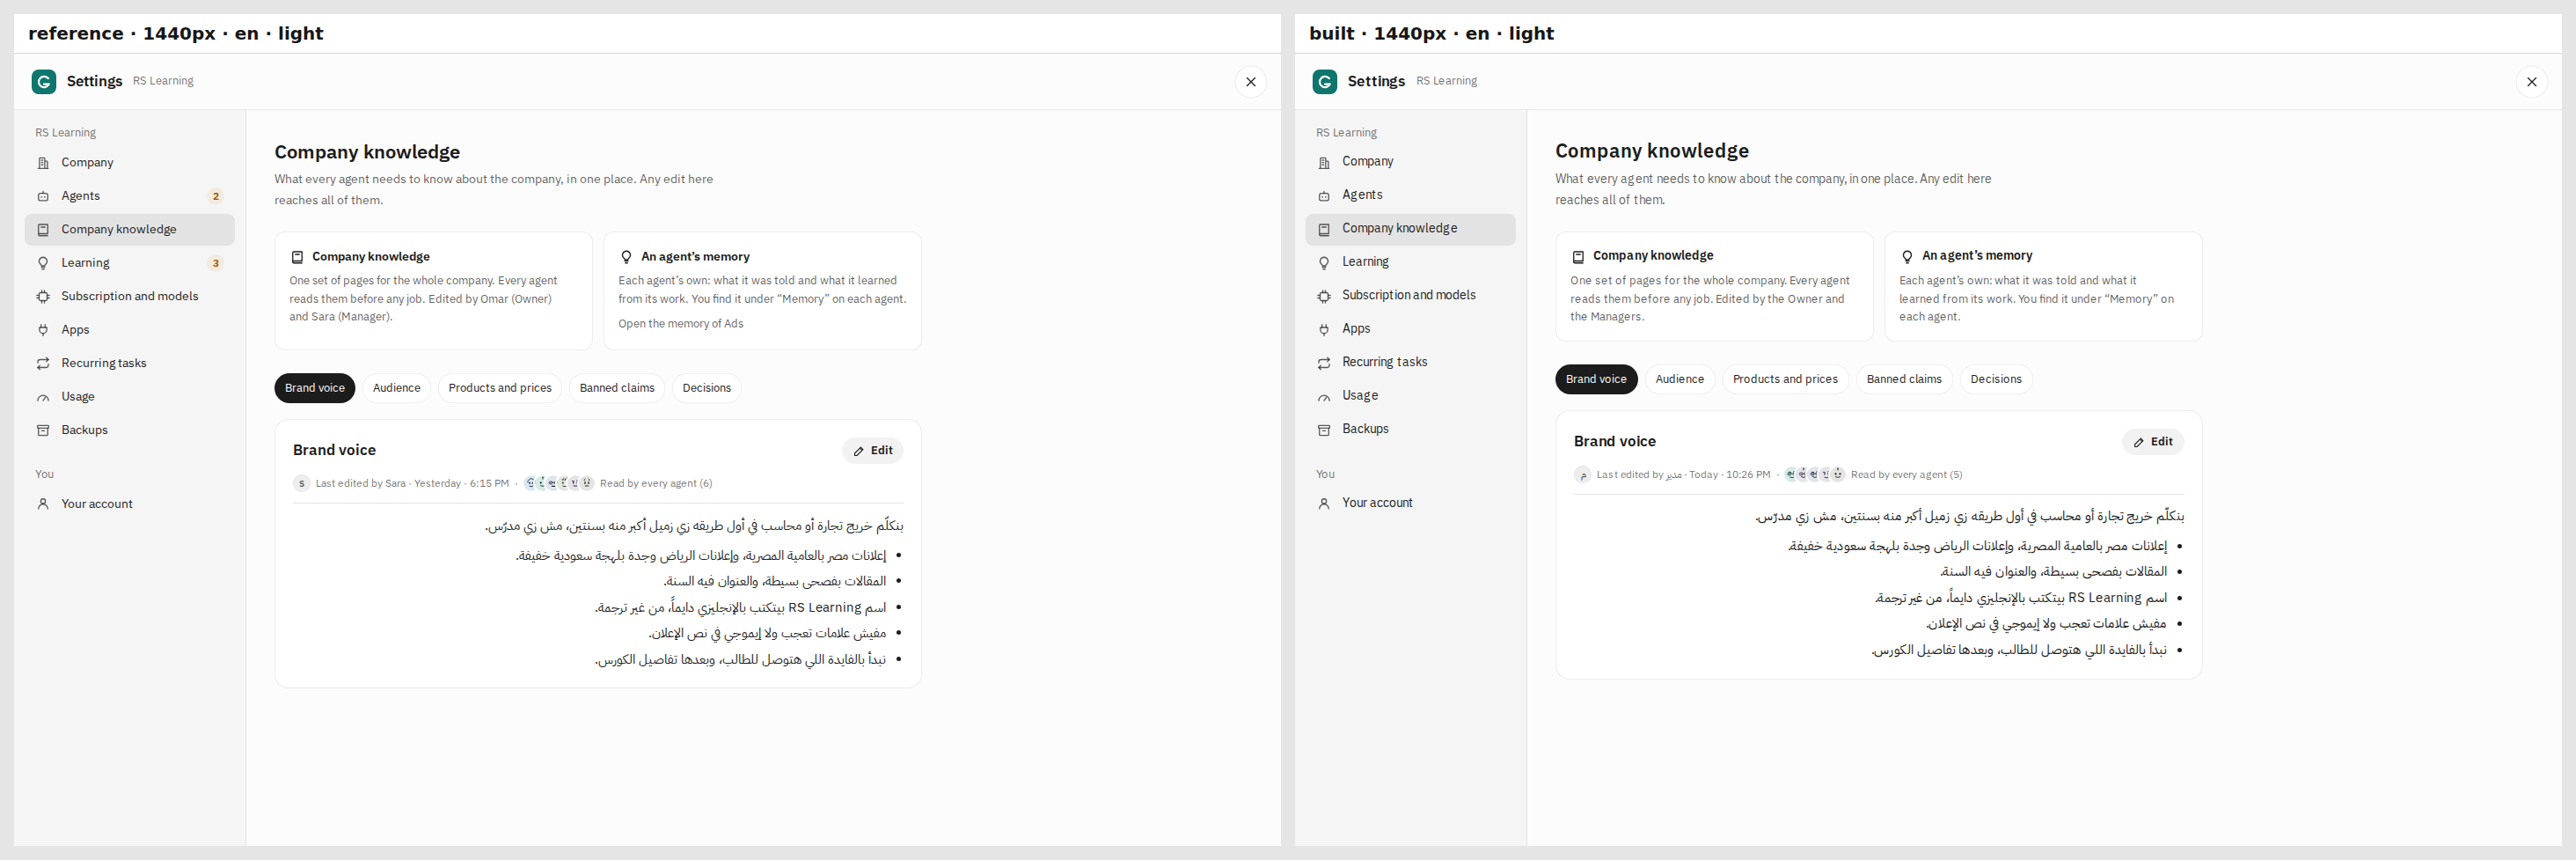 reference · 1440px · en · light
Settings RS Learning
RS Learning
Company
Agents 2
Company knowledge
Learning 3
Subscription and models
Apps
Recurring tasks
Usage
Backups
You
Your account
Company knowledge
What every agent needs to know about the company, in one place. Any edit here
reaches all of them.
Company knowledge
One set of pages for the whole company. Every agent
reads them before any job. Edited by Omar (Owner)
and Sara (Manager).
An agent’s memory
Each agent’s own: what it was told and what it learned
from its work. You find it under “Memory” on each agent.
Open the memory of Ads
Brand voice Audience Products and prices Banned claims Decisions
Brand voice Edit
S Last edited by Sara · Yesterday · 6:15 PM · Read by every agent (6)
بنكلّم خريج تجارة أو محاسب في أول طريقه زي زميل أكبر منه بسنتين، مش زي مدرّس.
• إعلانات مصر بالعامية المصرية، وإعلانات الرياض وجدة بلهجة سعودية خفيفة.
• المقالات بفصحى بسيطة، والعنوان فيه السنة.
• اسم RS Learning بيتكتب بالإنجليزي دايماً، من غير ترجمة.
• مفيش علامات تعجب ولا إيموجي في نص الإعلان.
• نبدأ بالفايدة اللي هتوصل للطالب، وبعدها تفاصيل الكورس.
built · 1440px · en · light
Settings RS Learning
RS Learning
Company
Agents
Company knowledge
Learning
Subscription and models
Apps
Recurring tasks
Usage
Backups
You
Your account
Company knowledge
What every agent needs to know about the company, in one place. Any edit here
reaches all of them.
Company knowledge
One set of pages for the whole company. Every agent
reads them before any job. Edited by the Owner and
the Managers.
An agent’s memory
Each agent’s own: what it was told and what it
learned from its work. You find it under “Memory” on
each agent.
Brand voice Audience Products and prices Banned claims Decisions
Brand voice Edit
م Last edited by مدير · Today · 10:26 PM · Read by every agent (5)
بنكلّم خريج تجارة أو محاسب في أول طريقه زي زميل أكبر منه بسنتين، مش زي مدرّس.
• إعلانات مصر بالعامية المصرية، وإعلانات الرياض وجدة بلهجة سعودية خفيفة.
• المقالات بفصحى بسيطة، والعنوان فيه السنة.
• اسم RS Learning بيتكتب بالإنجليزي دايماً، من غير ترجمة.
• مفيش علامات تعجب ولا إيموجي في نص الإعلان.
• نبدأ بالفايدة اللي هتوصل للطالب، وبعدها تفاصيل الكورس.